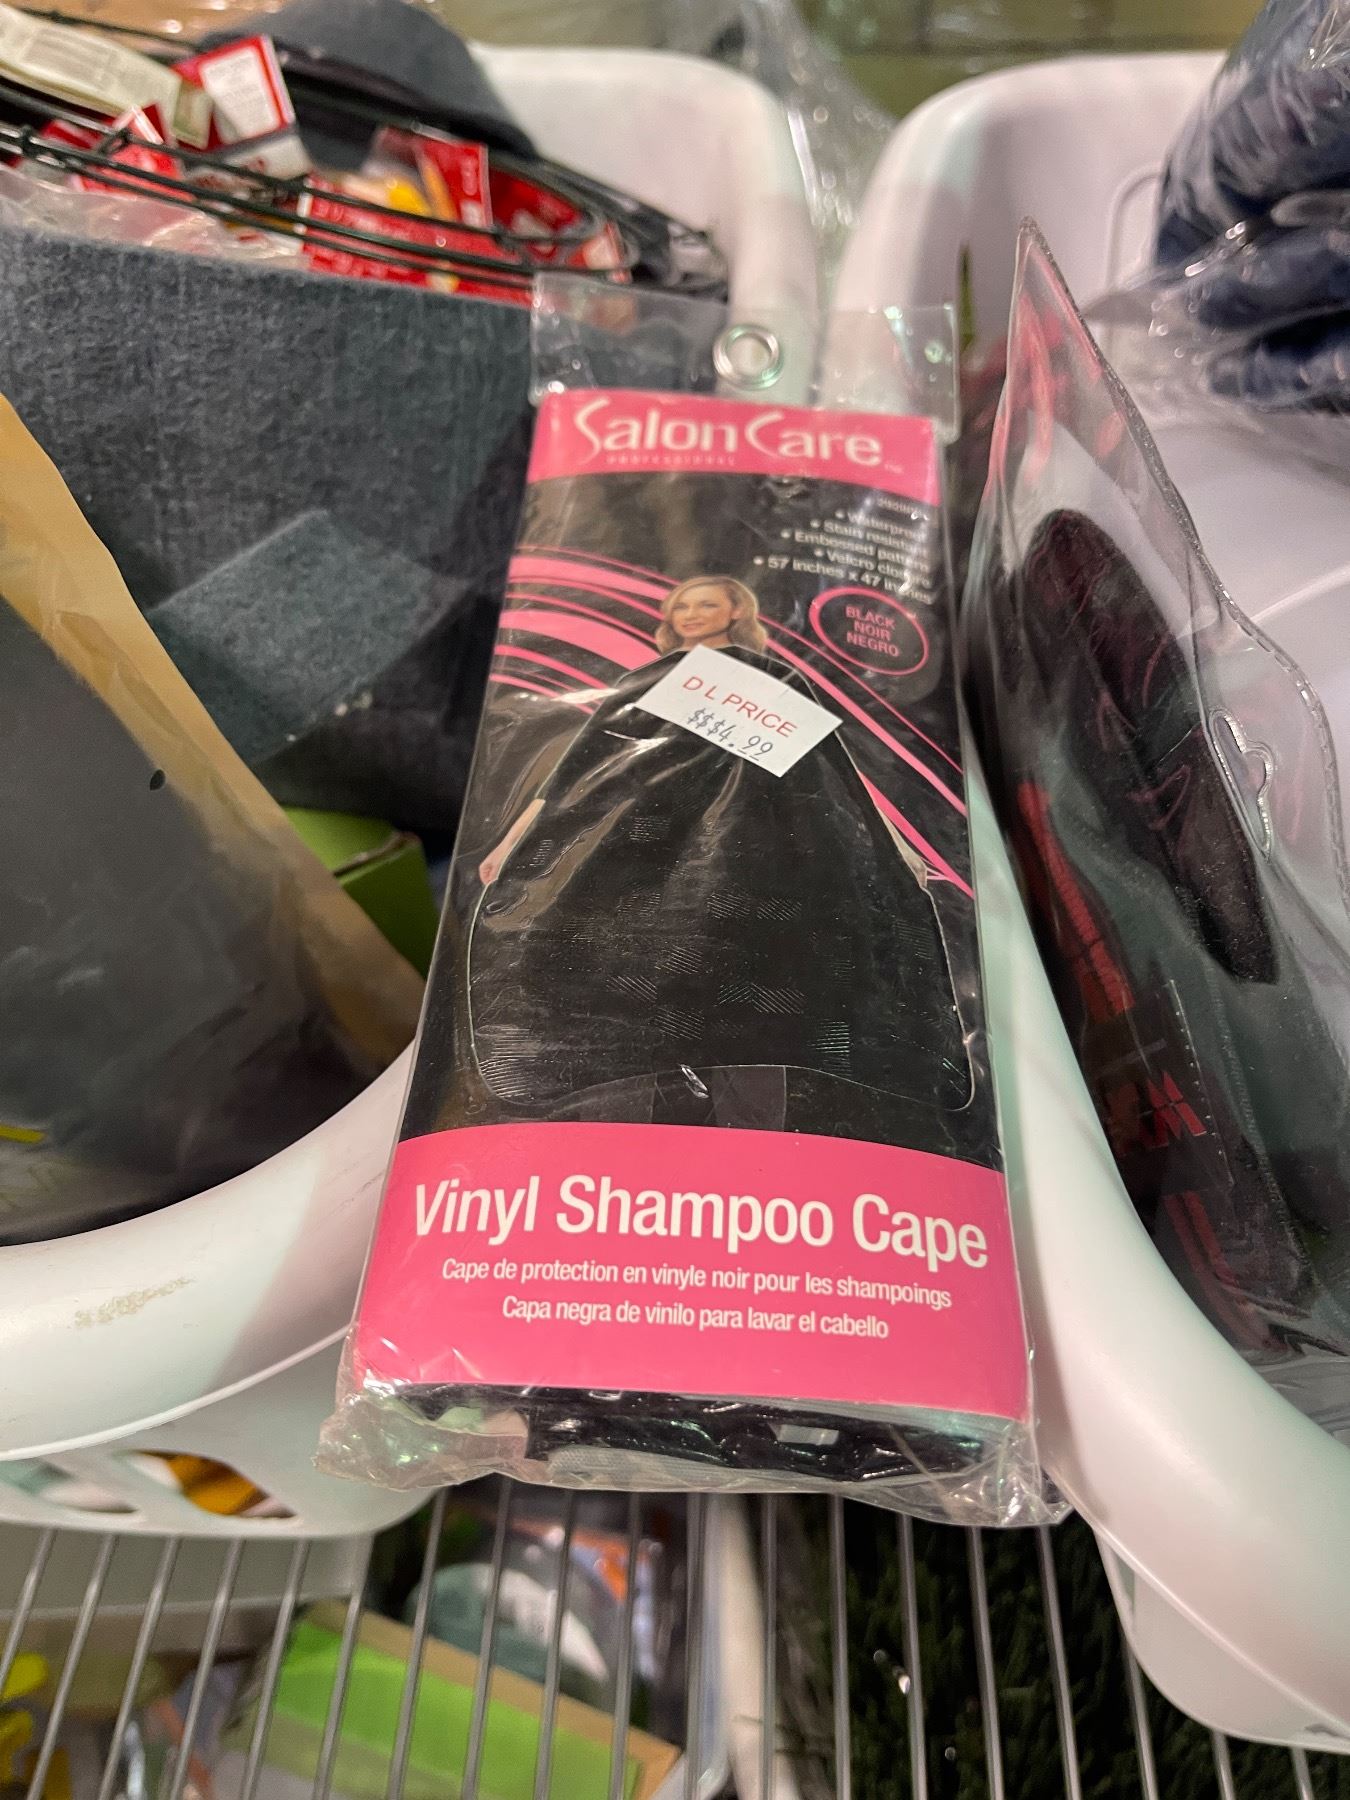 Salon Care
PROFESSIONAL
• Waterproof
• Stain resistant
• Embossed pattern
• Velcro closure
• 57 inches x 47 inches
BLACK
NOIR
NEGRO
D L PRICE
$$$4.99
Vinyl Shampoo Cape
Cape de protection en vinyle noir pour les shampoings
Capa negra de vinilo para lavar el cabello